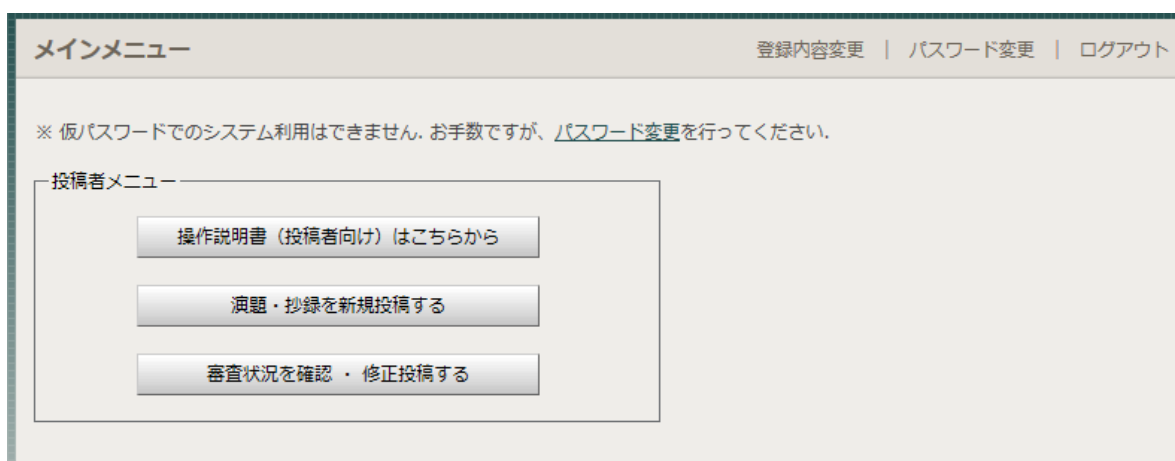 メインメニュー
登録内容変更 | パスワード変更 | ログアウト
※ 仮パスワードでのシステム利用はできません. お手数ですが、パスワード変更を行ってください.
投稿者メニュー
操作説明書（投稿者向け）はこちらから
演題・抄録を新規投稿する
審査状況を確認 ・ 修正投稿する